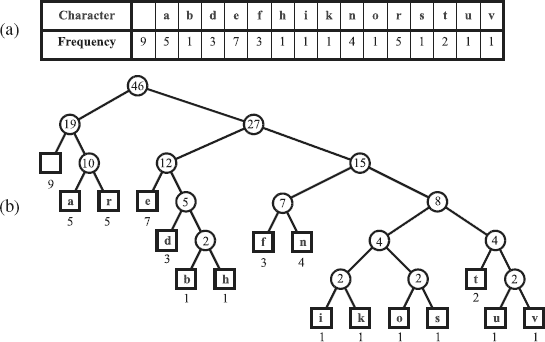 (a)
Character a b d e f h i k n o r s t u v
Frequency 9 5 1 3 7 3 1 1 1 4 1 5 1 2 1 1
46
19 27
10 12 15
9 a r e 5 7 8
5 5 7
(b)
d 2 f n 4 4
3 3 4
b h 2 2 t 2
1 1 2
i k o s u v
1 1 1 1 1 1